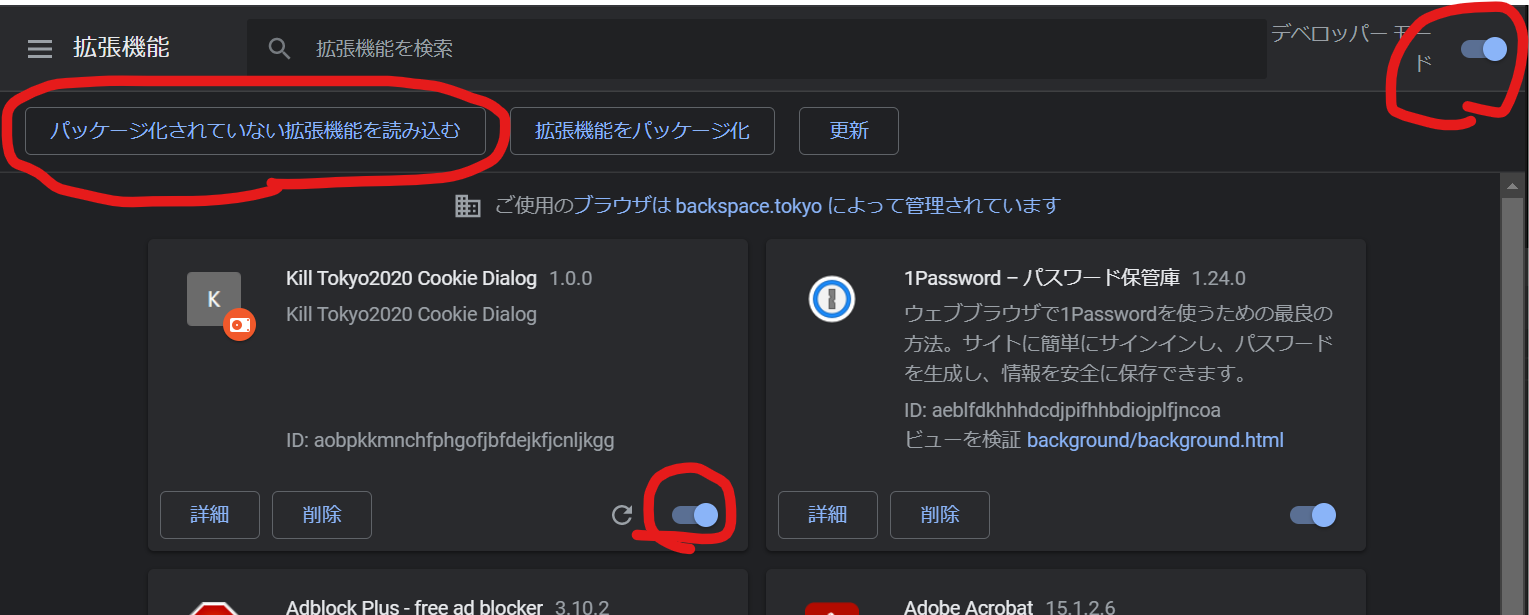 拡張機能
拡張機能を検索
デベロッパー モー
ド
パッケージ化されていない拡張機能を読み込む
拡張機能をパッケージ化
更新
ご使用のブラウザは backspace.tokyo によって管理されています
K
Kill Tokyo2020 Cookie Dialog 1.0.0
Kill Tokyo2020 Cookie Dialog
ID: aobpkkmnchfphgofjbfdejkfjcnljkgg
詳細
削除
1Password – パスワード保管庫 1.24.0
ウェブブラウザで1Passwordを使うための最良の
方法。サイトに簡単にサインインし、パスワード
を生成し、情報を安全に保存できます。
ID: aeblfdkhhhdcdjpifhhbdiojplfjncoa
ビューを検証 background/background.html
詳細
削除
Adblock Plus - free ad blocker 3.10.2
Adobe Acrobat 15.1.2.6